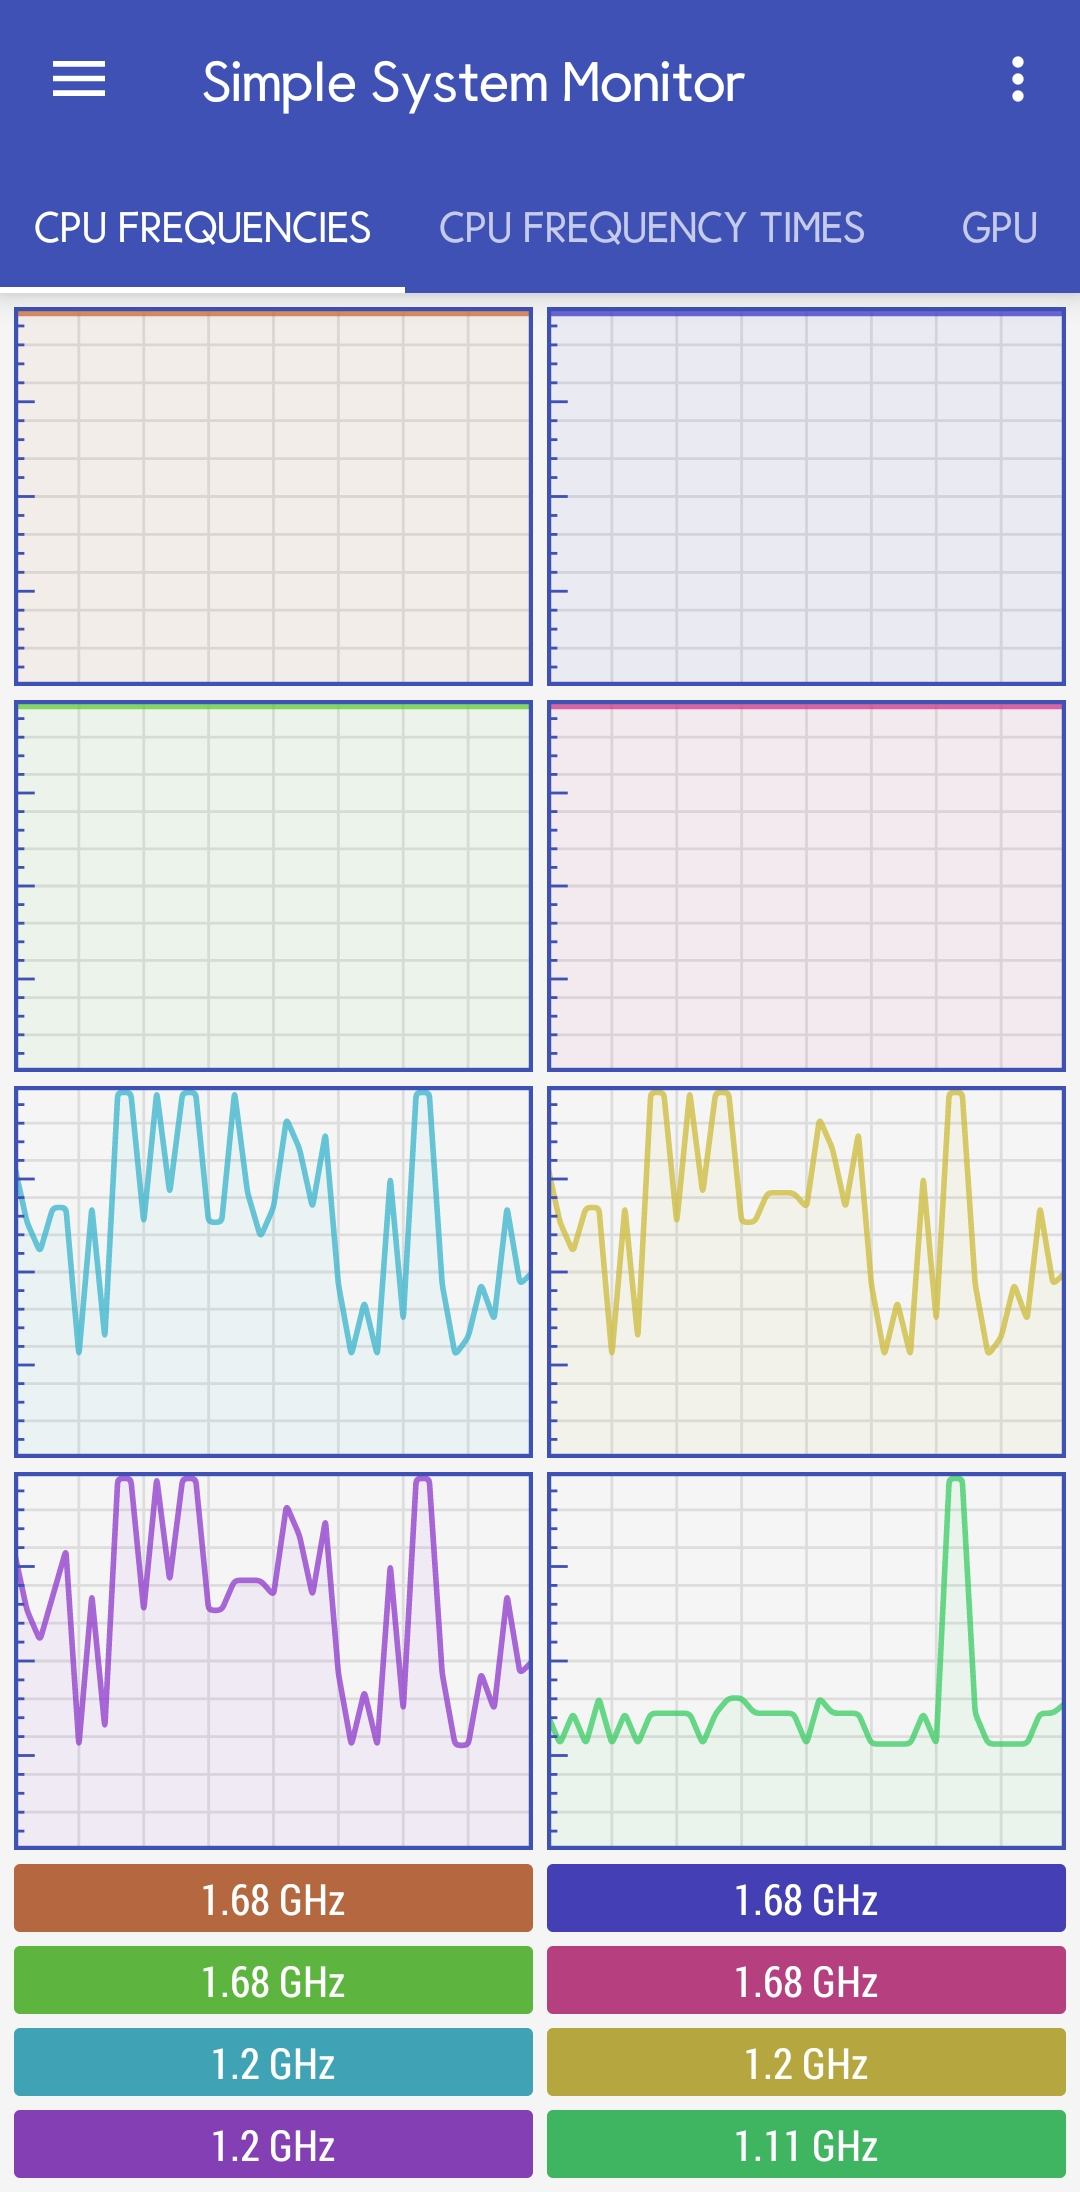 Simple System Monitor
CPU FREQUENCIES CPU FREQUENCY TIMES GPU
1.68 GHz 1.68 GHz
1.68 GHz 1.68 GHz
1.2 GHz 1.2 GHz
1.2 GHz 1.11 GHz